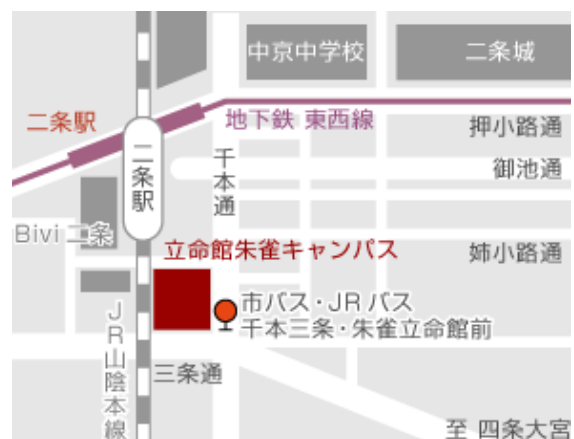 中京中学校
二条城
二条駅
地下鉄 東西線
押小路通
二条駅
千本通
御池通
Bivi 二条
立命館朱雀キャンパス
姉小路通
市バス・JRバス
千本三条・朱雀立命館前
JR山陰本線
三条通
至 四条大宮